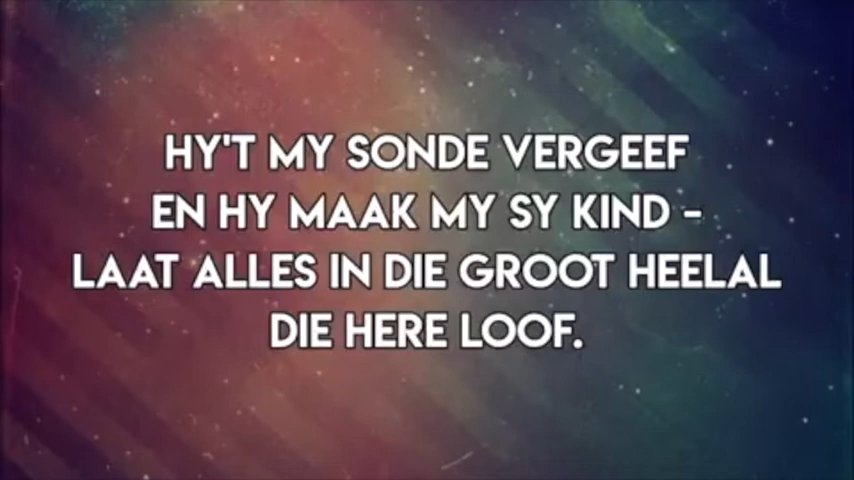 HY'T MY SONDE VERGEEF
EN HY MAAK MY SY KIND -
LAAT ALLES IN DIE GROOT HEELAL
DIE HERE LOOF.